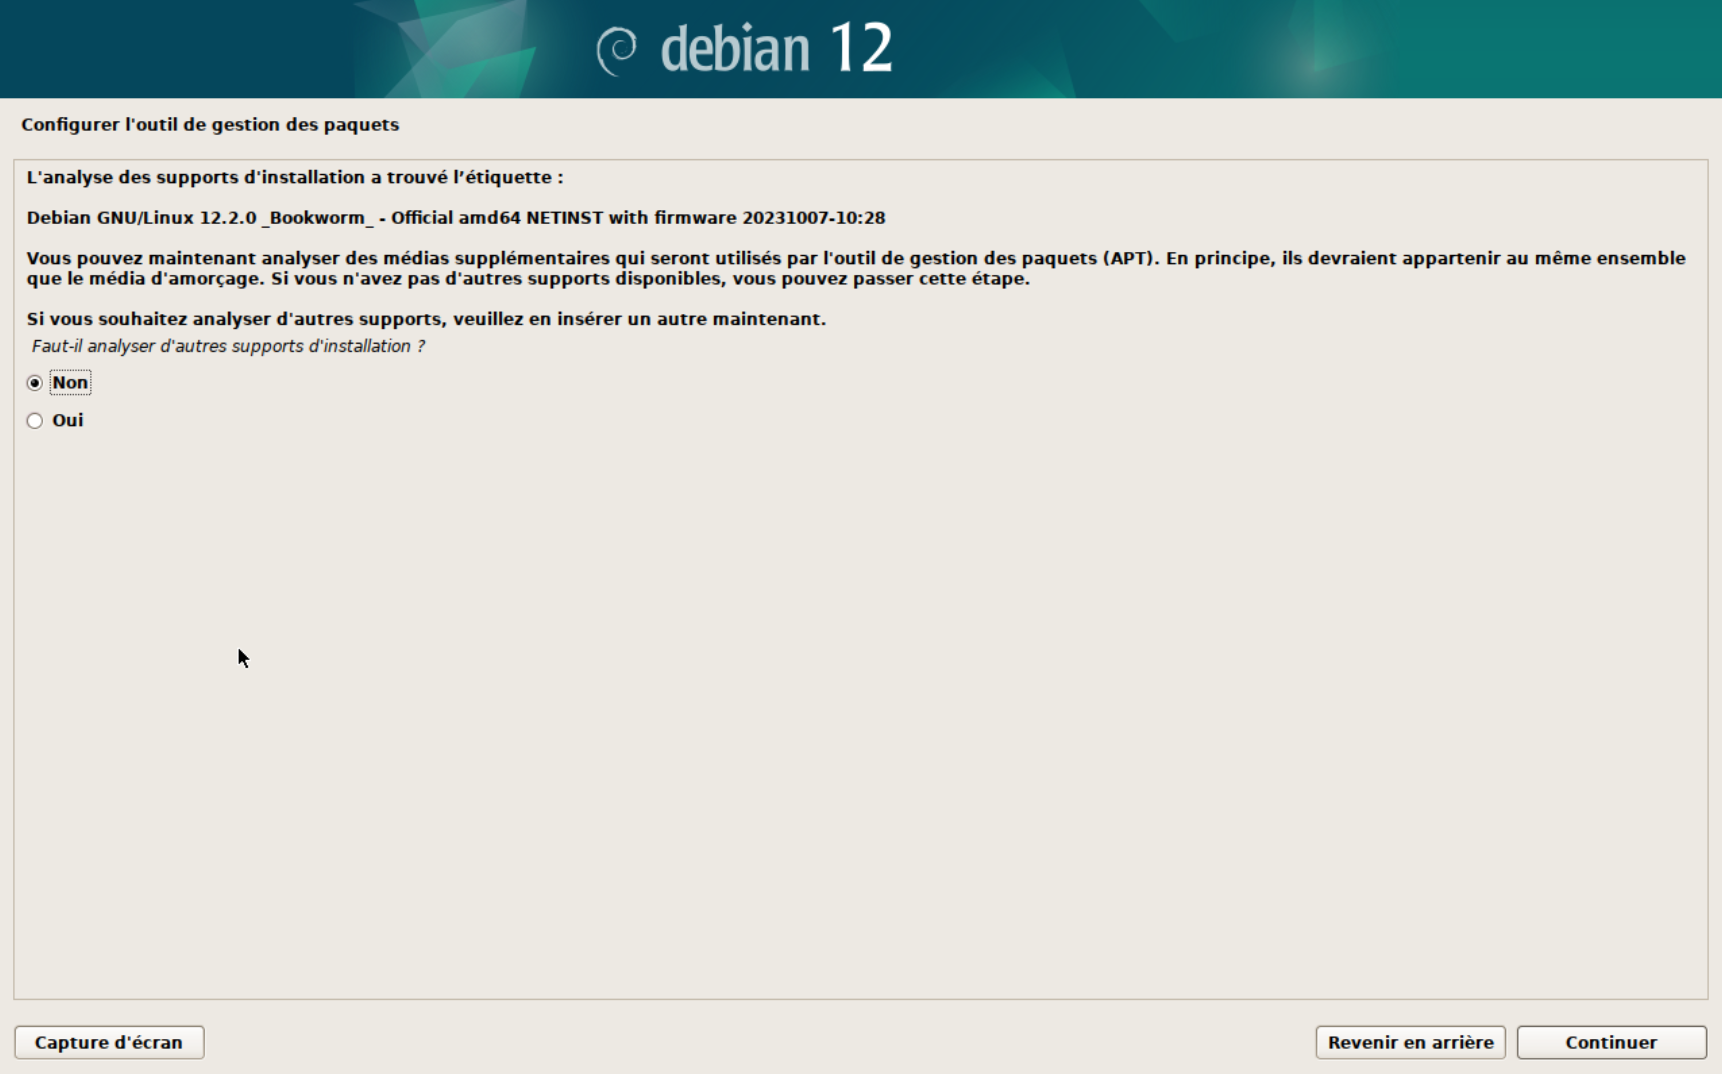 debian 12
Configurer l'outil de gestion des paquets
L'analyse des supports d'installation a trouvé l’étiquette :
Debian GNU/Linux 12.2.0 _Bookworm_ - Official amd64 NETINST with firmware 20231007-10:28
Vous pouvez maintenant analyser des médias supplémentaires qui seront utilisés par l'outil de gestion des paquets (APT). En principe, ils devraient appartenir au même ensemble
que le média d'amorçage. Si vous n'avez pas d'autres supports disponibles, vous pouvez passer cette étape.
Si vous souhaitez analyser d'autres supports, veuillez en insérer un autre maintenant.
Faut-il analyser d'autres supports d'installation ?
Non
Oui
Capture d'écran
Revenir en arrière
Continuer